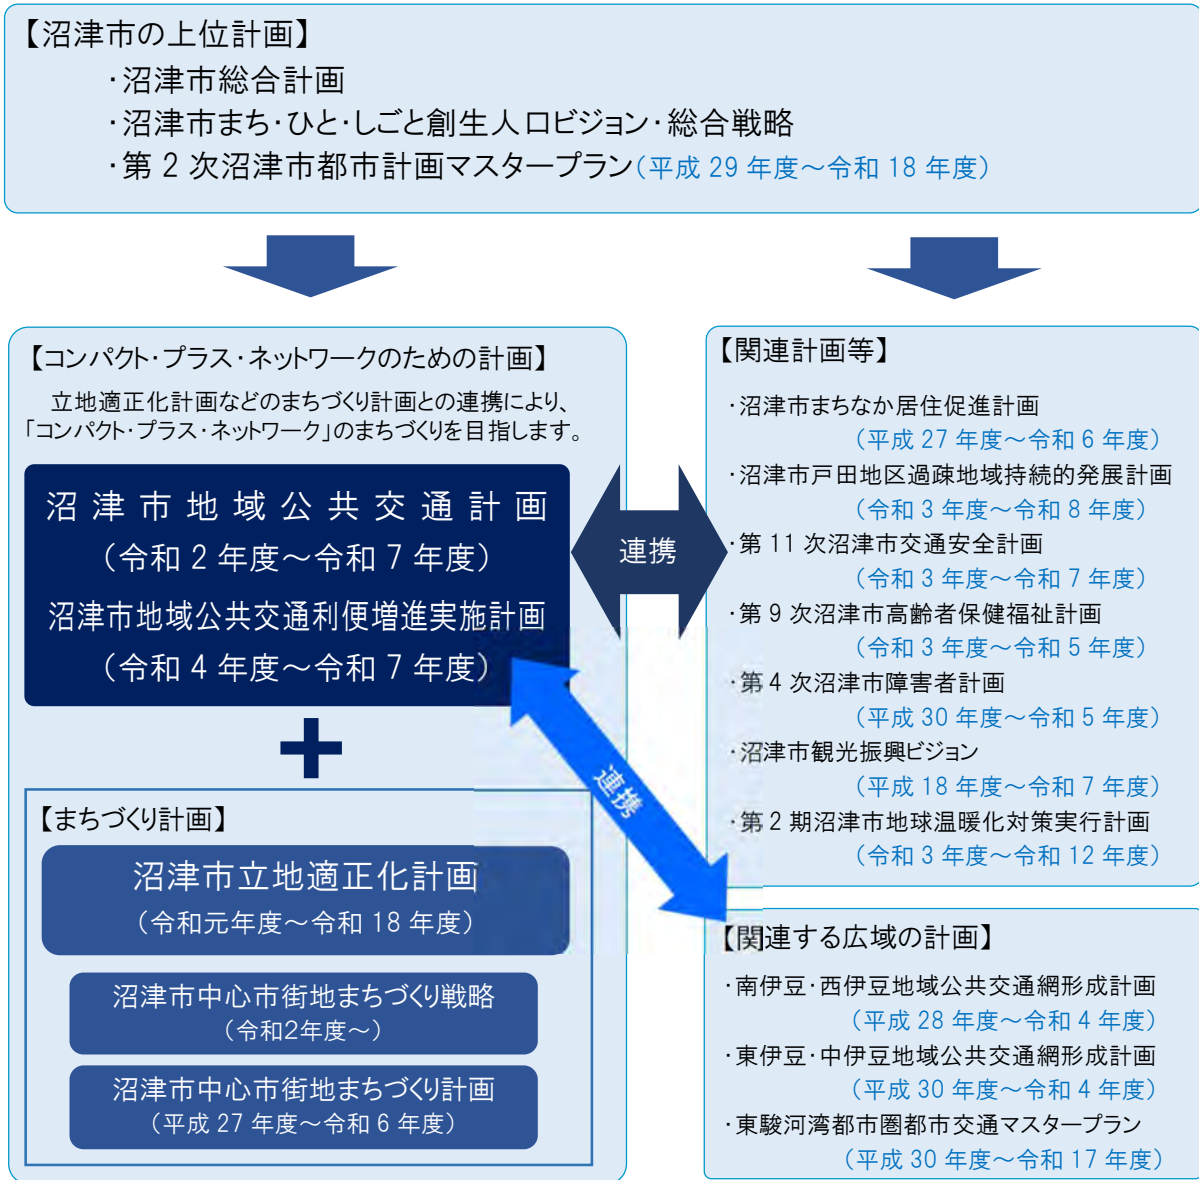 【沼津市の上位計画】
・沼津市総合計画
・沼津市まち・ひと・しごと創生人口ビジョン・総合戦略
・第 2 次沼津市都市計画マスタープラン(平成 29 年度～令和 18 年度)
【コンパクト・プラス・ネットワークのための計画】
立地適正化計画などのまちづくり計画との連携により、
「コンパクト・プラス・ネットワーク」のまちづくりを目指します。
沼津市地域公共交通計画
（令和 2 年度～令和 7 年度）
沼津市地域公共交通利便増進実施計画
（令和 4 年度～令和 7 年度）
【まちづくり計画】
沼津市立地適正化計画
（令和元年度～令和 18 年度）
沼津市中心市街地まちづくり戦略
（令和2年度～）
沼津市中心市街地まちづくり計画
（平成 27 年度～令和 6 年度）
連携
連携
【関連計画等】
・沼津市まちなか居住促進計画
（平成 27 年度～令和 6 年度）
・沼津市戸田地区過疎地域持続的発展計画
（令和 3 年度～令和 8 年度）
・第 11 次沼津市交通安全計画
（令和 3 年度～令和 7 年度）
・第 9 次沼津市高齢者保健福祉計画
（令和 3 年度～令和 5 年度）
・第 4 次沼津市障害者計画
（平成 30 年度～令和 5 年度）
・沼津市観光振興ビジョン
（平成 18 年度～令和 7 年度）
・第 2 期沼津市地球温暖化対策実行計画
（令和 3 年度～令和 12 年度）
【関連する広域の計画】
・南伊豆・西伊豆地域公共交通網形成計画
（平成 28 年度～令和 4 年度）
・東伊豆・中伊豆地域公共交通網形成計画
（平成 30 年度～令和 4 年度）
・東駿河湾都市圏都市交通マスタープラン
（平成 30 年度～令和 17 年度）